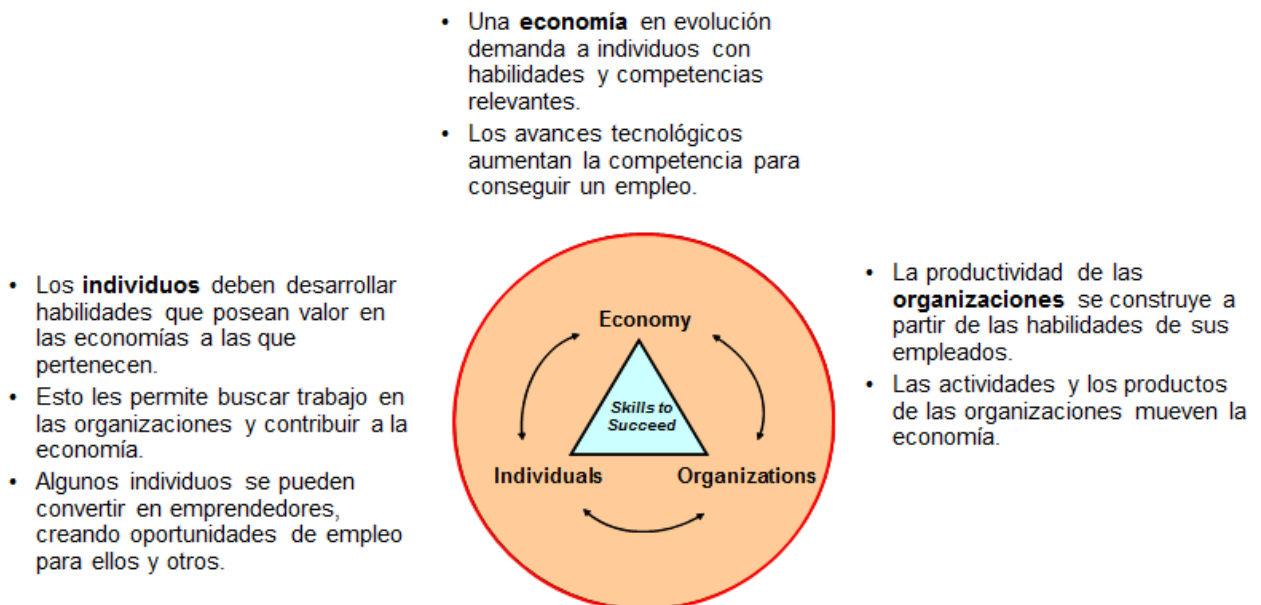 • Una economía en evolución
demanda a individuos con
habilidades y competencias
relevantes.
• Los avances tecnológicos
aumentan la competencia para
conseguir un empleo.
• Los individuos deben desarrollar
habilidades que posean valor en
las economías a las que
pertenecen.
• Esto les permite buscar trabajo en
las organizaciones y contribuir a la
economía.
• Algunos individuos se pueden
convertir en emprendedores,
creando oportunidades de empleo
para ellos y otros.
Economy
Skills to
Succeed
Individuals
Organizations
• La productividad de las
organizaciones se construye a
partir de las habilidades de sus
empleados.
• Las actividades y los productos
de las organizaciones mueven la
economía.